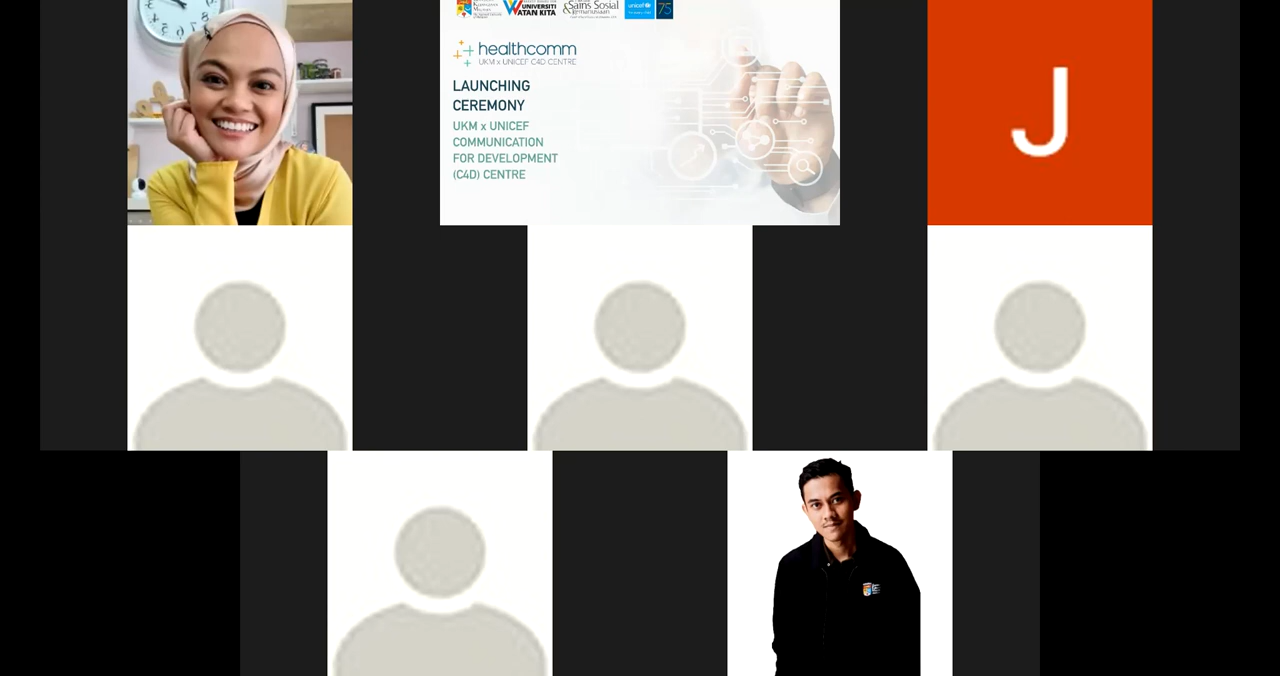 UNIVERSITI
WATAN KITA
Sains Sosial
unicef
75
healthcomm
UKM x UNICEF C4D CENTRE
LAUNCHING
CEREMONY
UKM x UNICEF
COMMUNICATION
FOR DEVELOPMENT
(C4D) CENTRE
J